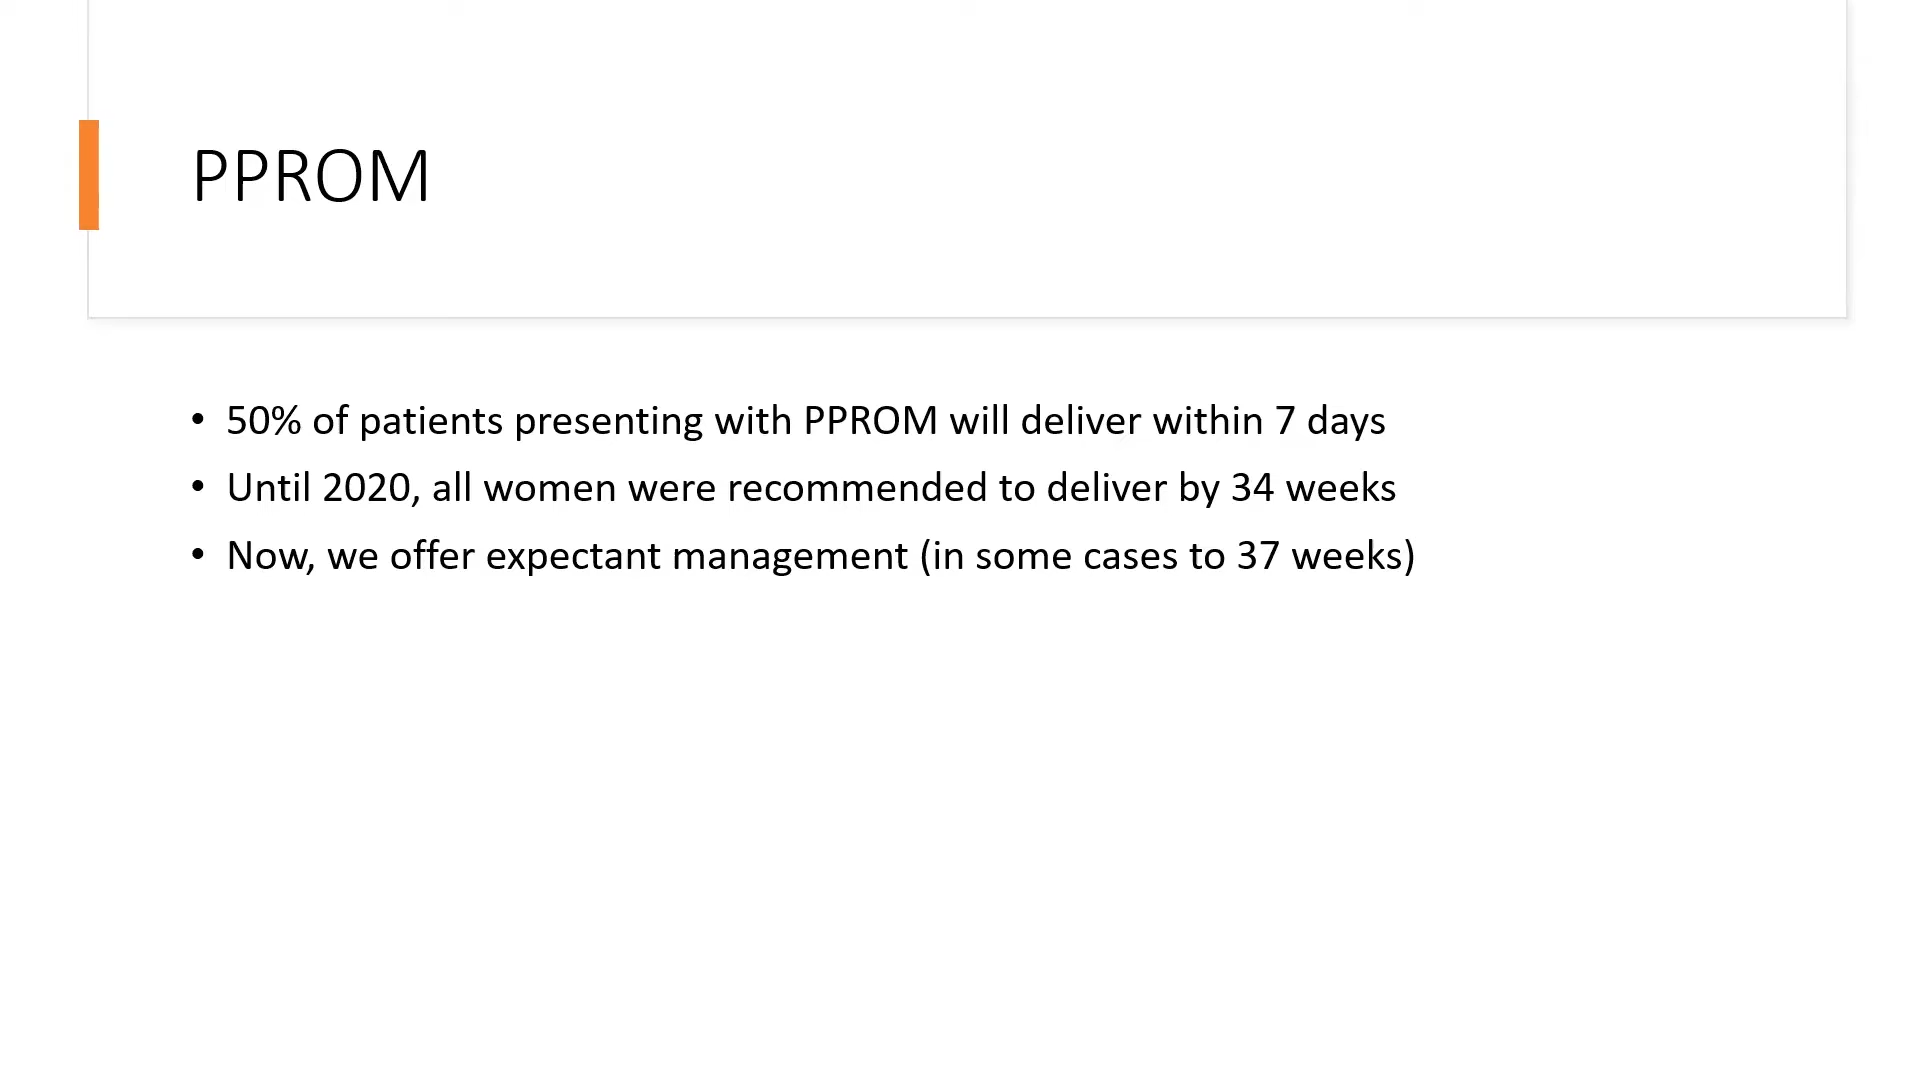 PPROM
• 50% of patients presenting with PPROM will deliver within 7 days
• Until 2020, all women were recommended to deliver by 34 weeks
• Now, we offer expectant management (in some cases to 37 weeks)